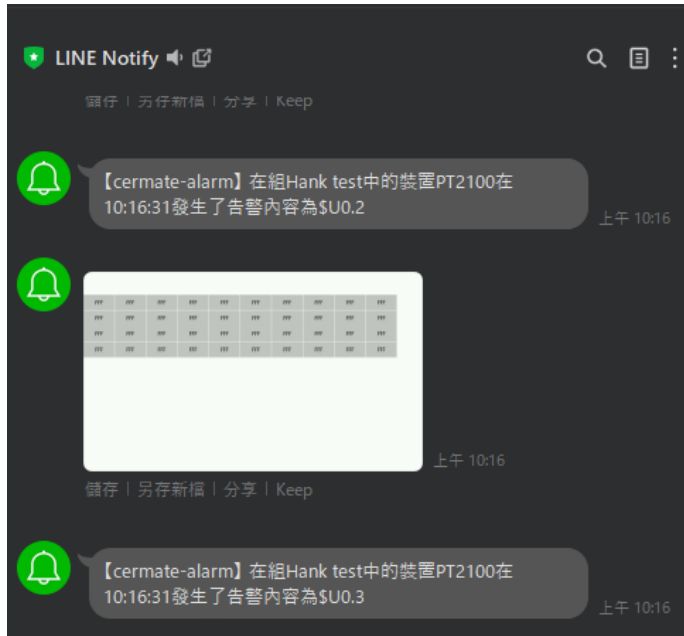 LINE Notify
儲存 | 另存新檔 | 分享 | Keep
【cermate-alarm】在組Hank test中的裝置PT2100在
10:16:31發生了告警內容為$U0.2
上午 10:16
上午 10:16
儲存 | 另存新檔 | 分享 | Keep
【cermate-alarm】在組Hank test中的裝置PT2100在
10:16:31發生了告警內容為$U0.3
上午 10:16